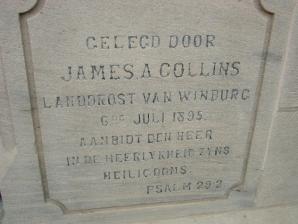 GELEGD DOOR
JAMES. A. COLLINS
LANDDROST VAN WINBURG
6DE JULI 1895.
AANBIDT DEN HEER
IN DE HEERLYKHEID ZYNS
HEILIGDOMS.
PSALM 29.2